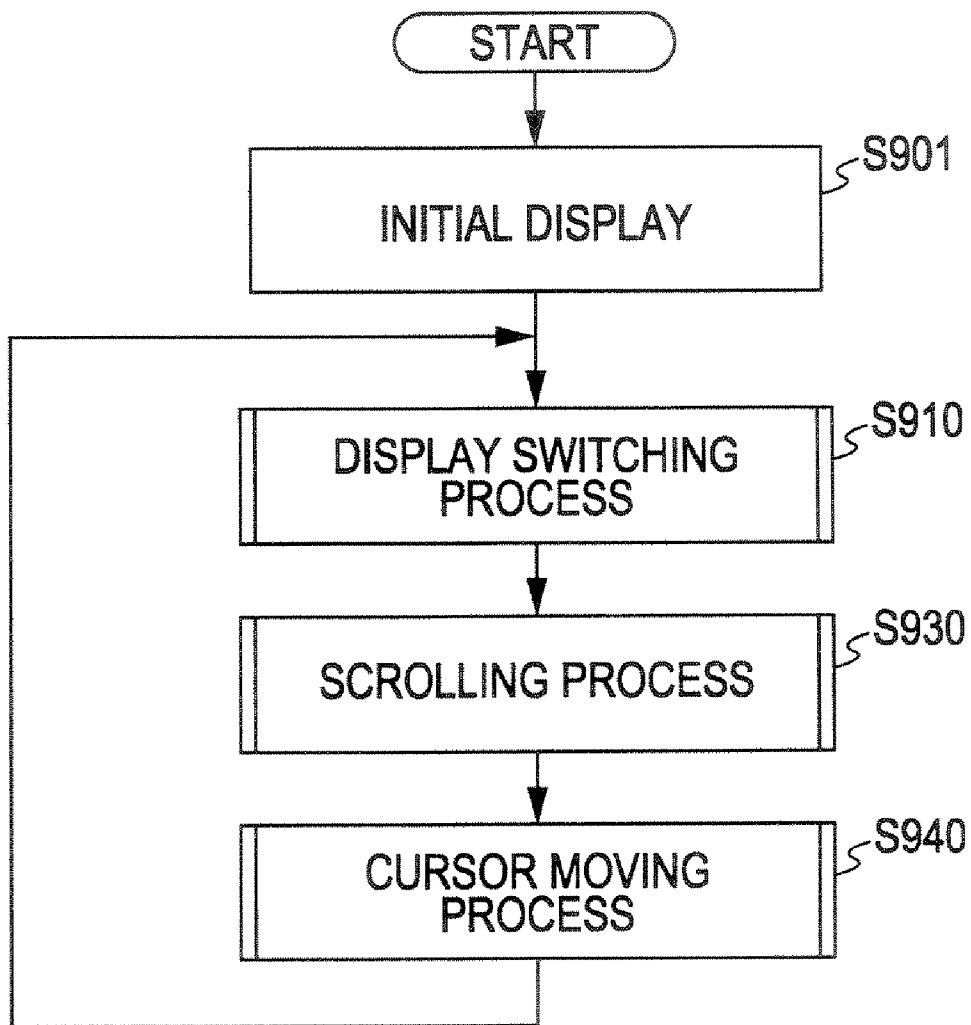 START
S901
INITIAL DISPLAY
S910
DISPLAY SWITCHING
PROCESS
S930
SCROLLING PROCESS
S940
CURSOR MOVING
PROCESS